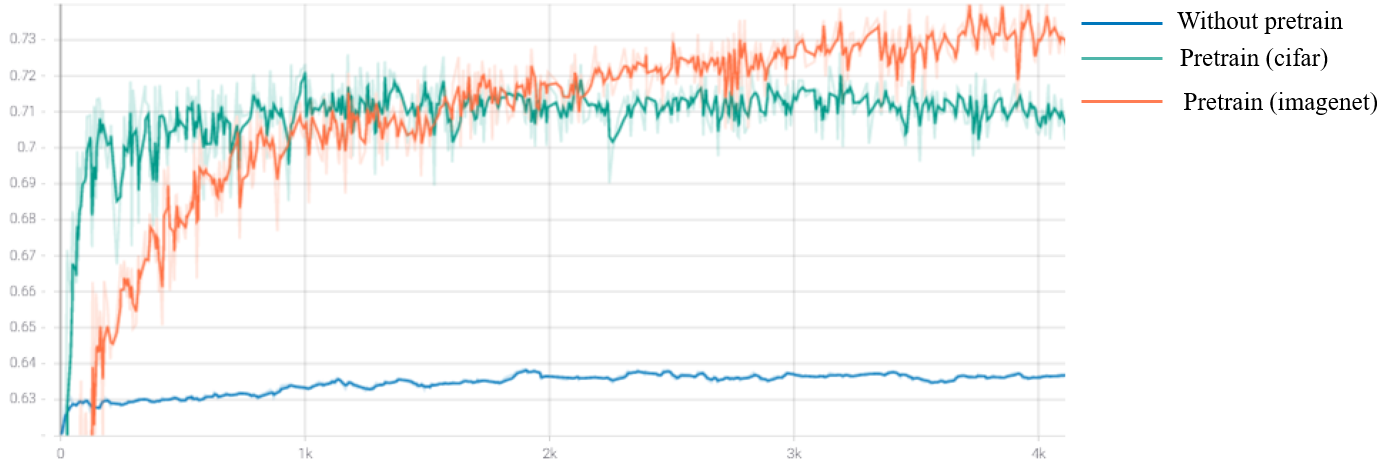 Without pretrain
Pretrain (cifar)
Pretrain (imagenet)
0.73
0.72
0.71
0.7
0.69
0.68
0.67
0.66
0.65
0.64
0.63
0 1k 2k 3k 4k